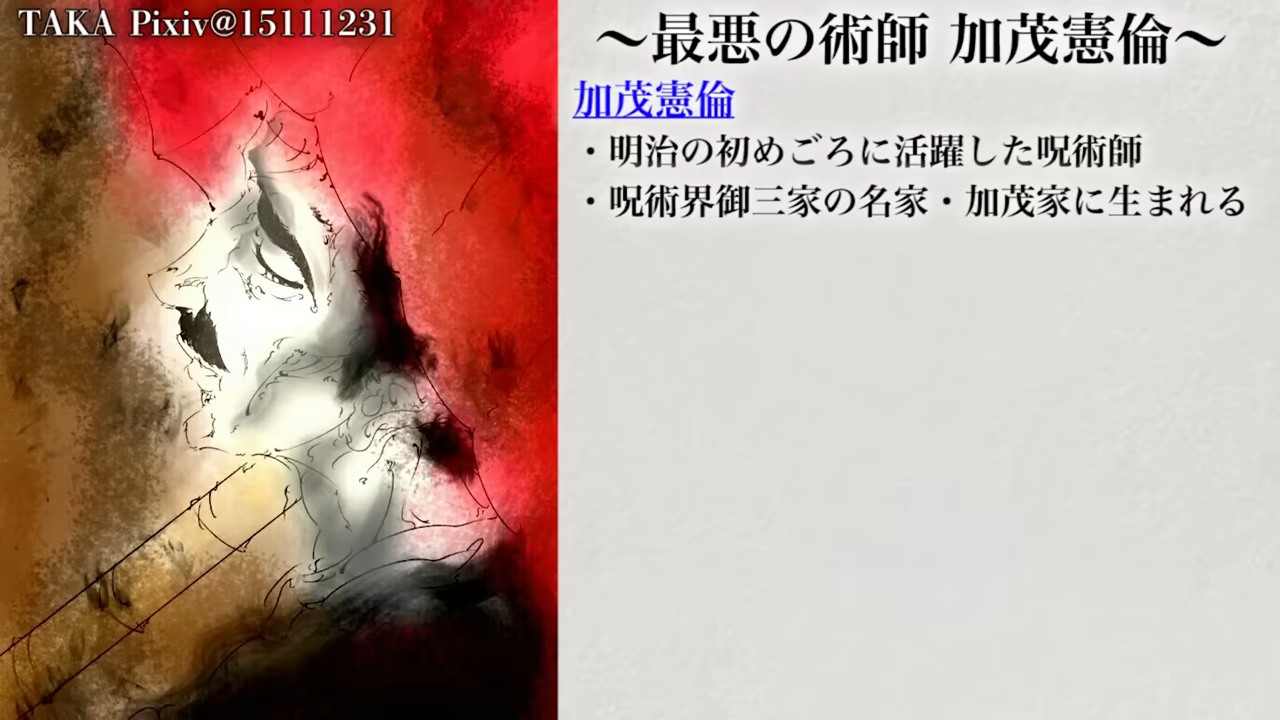 TAKA Pixiv@15111231
〜最悪の術師 加茂憲倫〜
加茂憲倫
・明治の初めごろに活躍した呪術師
・呪術界御三家の名家・加茂家に生まれる